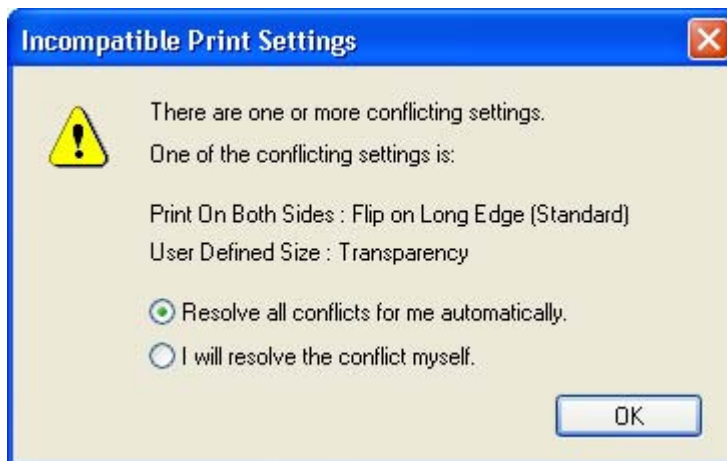 Incompatible Print Settings
There are one or more conflicting settings.
One of the conflicting settings is:
Print On Both Sides : Flip on Long Edge (Standard)
User Defined Size : Transparency
Resolve all conflicts for me automatically.
I will resolve the conflict myself.
OK